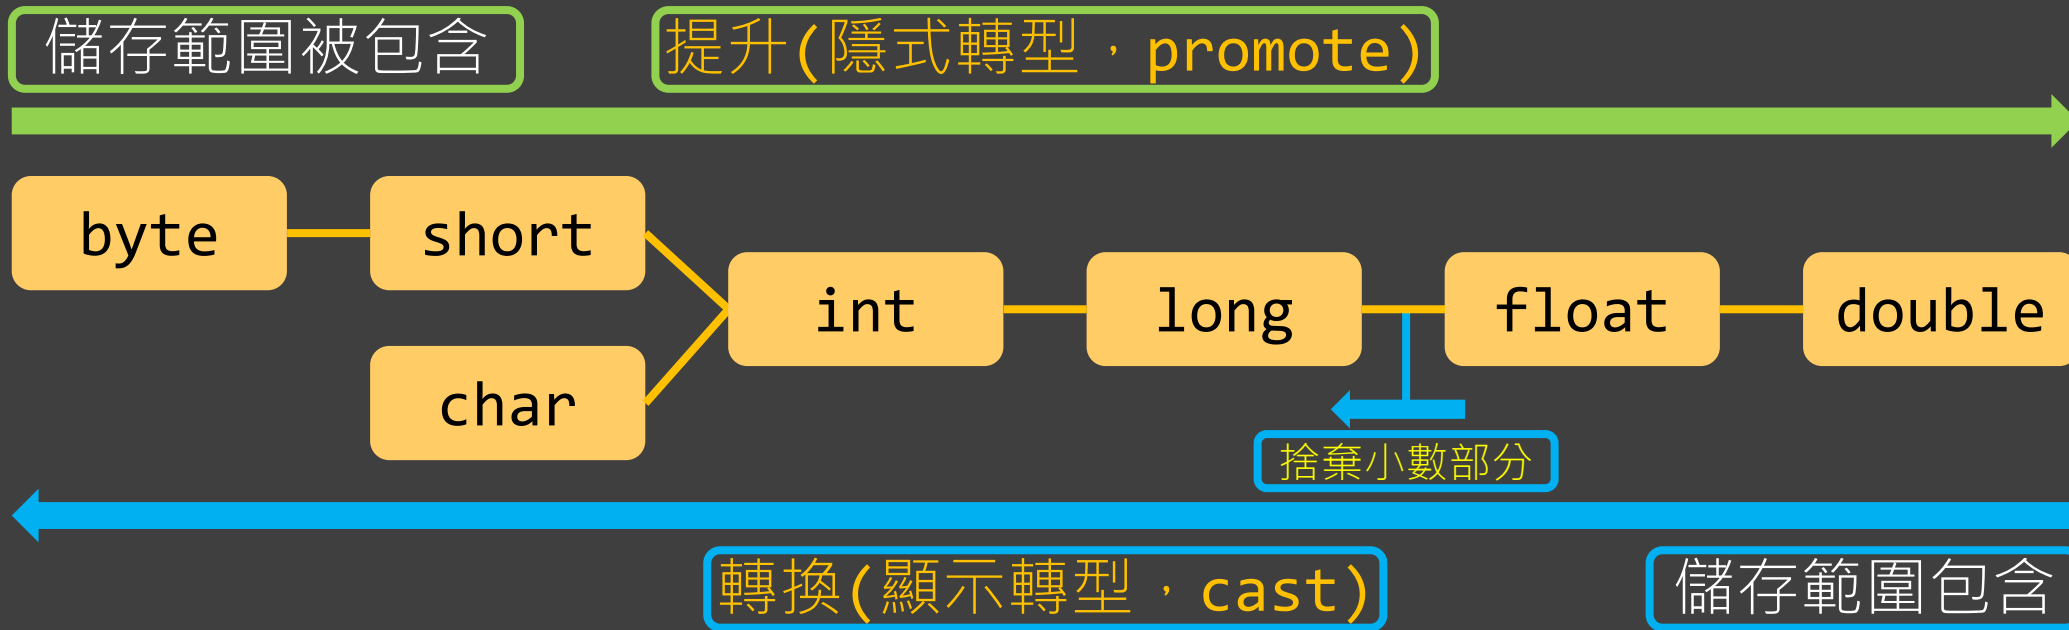 儲存範圍被包含
提升(隱式轉型，promote)
byte
short
char
int
long
float
double
捨棄小數部分
轉換(顯示轉型，cast)
儲存範圍包含